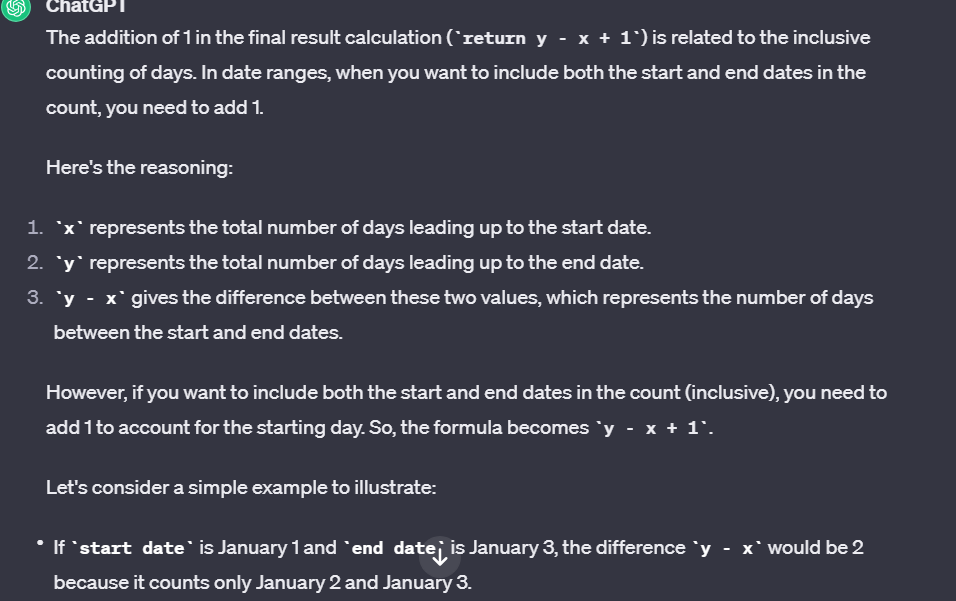 ChatGPT
The addition of 1 in the final result calculation (`return y - x + 1`) is related to the inclusive
counting of days. In date ranges, when you want to include both the start and end dates in the
count, you need to add 1.
Here's the reasoning:
1. `x` represents the total number of days leading up to the start date.
2. `y` represents the total number of days leading up to the end date.
3. `y - x` gives the difference between these two values, which represents the number of days
between the start and end dates.
However, if you want to include both the start and end dates in the count (inclusive), you need to
add 1 to account for the starting day. So, the formula becomes `y - x + 1`.
Let's consider a simple example to illustrate:
• If `start date` is January 1 and `end date` is January 3, the difference `y - x` would be 2
because it counts only January 2 and January 3.